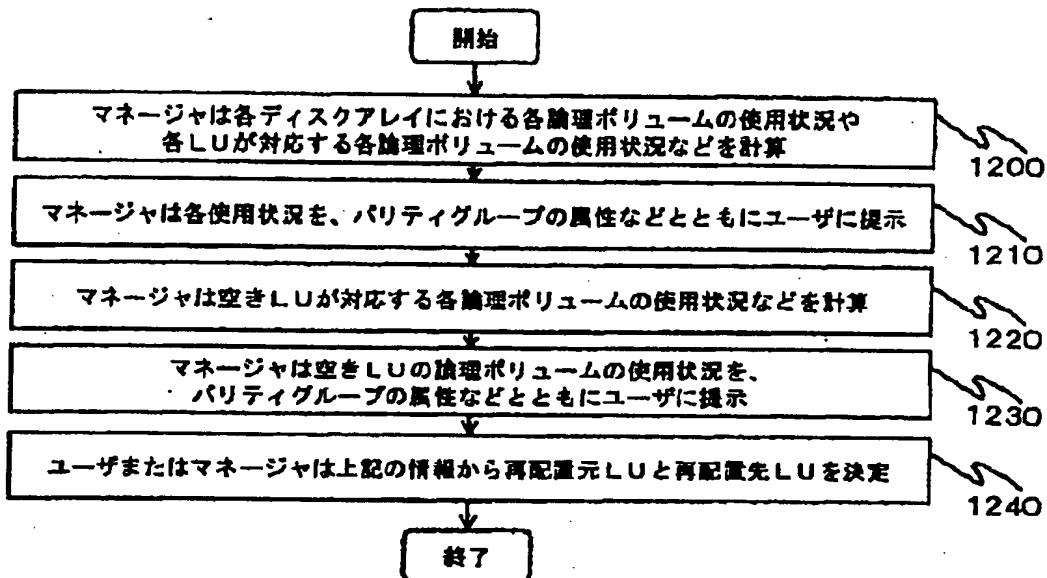 開始
マネージャは各ディスクアレイにおける各論理ボリュームの使用状況や
各LUが対応する各論理ボリュームの使用状況などを計算
1200
マネージャは各使用状況を、パリティグループの属性などとともにユーザに提示
1210
マネージャは空きLUが対応する各論理ボリュームの使用状況などを計算
1220
マネージャは空きLUの論理ボリュームの使用状況を、
パリティグループの属性などとともにユーザに提示
1230
ユーザまたはマネージャは上記の情報から再配置元LUと再配置先LUを決定
1240
終了